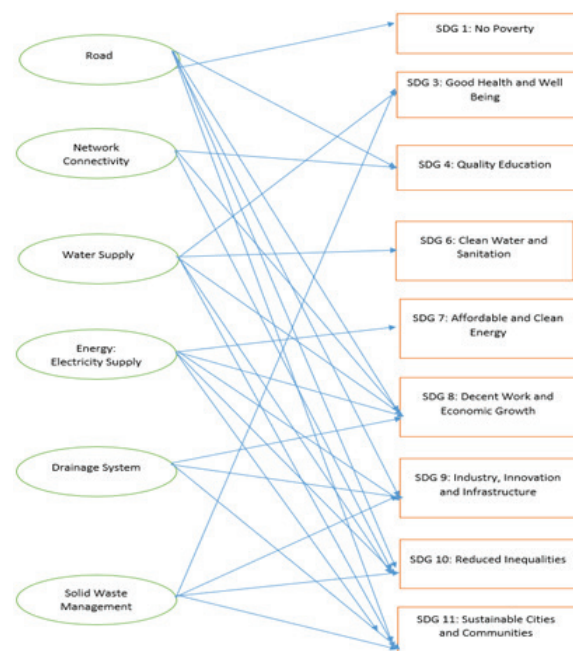 Road
Network
Connectivity
Water Supply
Energy:
Electricity Supply
Drainage System
Solid Waste
Management
SDG 1: No Poverty
SDG 3: Good Health and Well
Being
SDG 4: Quality Education
SDG 6: Clean Water and
Sanitation
SDG 7: Affordable and Clean
Energy
SDG 8: Decent Work and
Economic Growth
SDG 9: Industry, Innovation
and Infrastructure
SDG 10: Reduced Inequalities
SDG 11: Sustainable Cities
and Communities